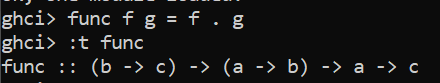 ghci> func f g = f . g
ghci> :t func
func :: (b -> c) -> (a -> b) -> a -> c